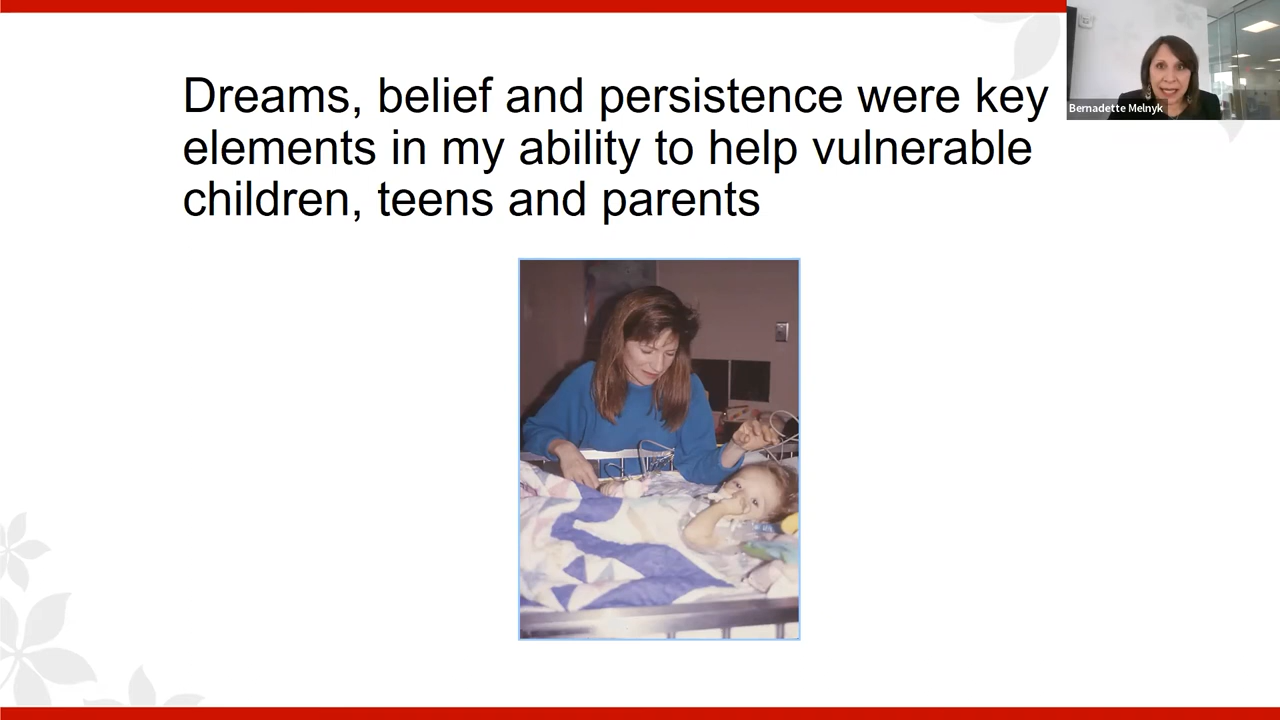 Dreams, belief and persistence were key
elements in my ability to help vulnerable
children, teens and parents
Bernadette Melnyk